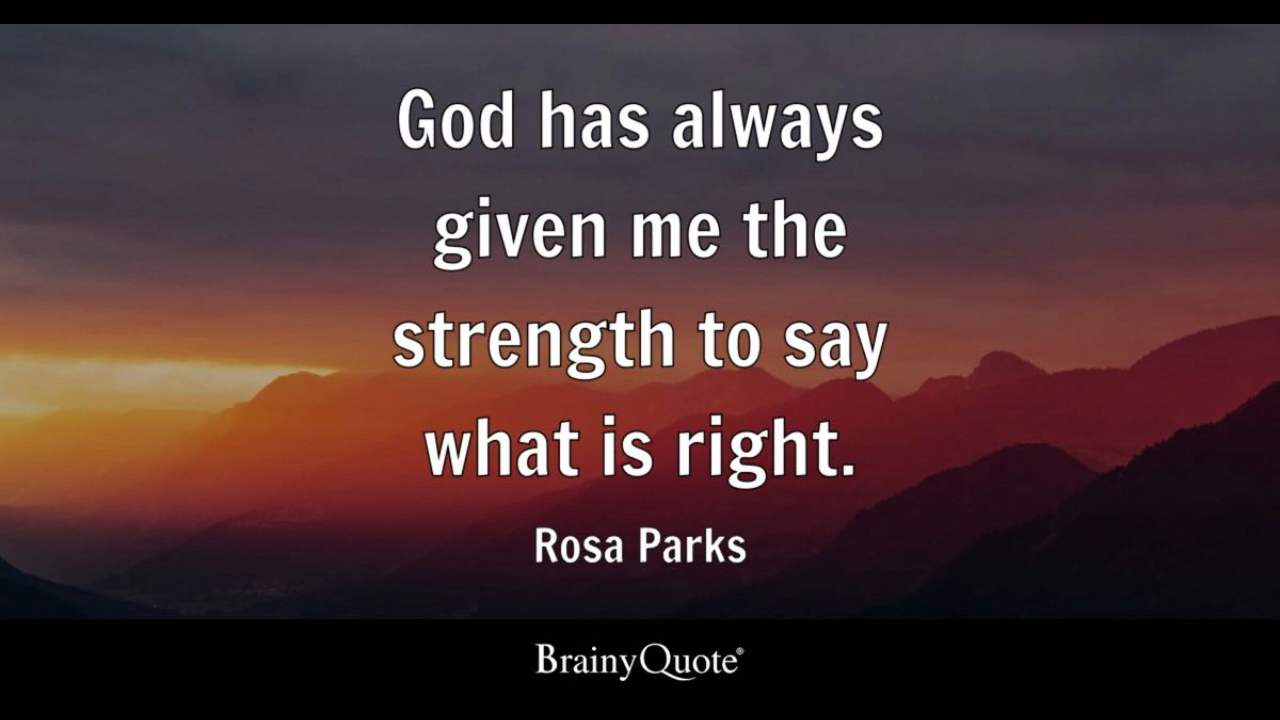 God has always
given me the
strength to say
what is right.
Rosa Parks
BrainyQuote®